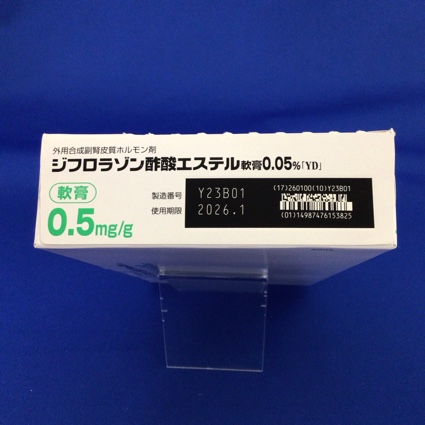 外用合成副腎皮質ホルモン剤
ジフロラゾン酢酸エステル軟膏0.05%「YD」
軟膏
0.5mg/g
製造番号 Y23B01
使用期限 2026.1
(17)260100(10)Y23B01
(01)14987476153825